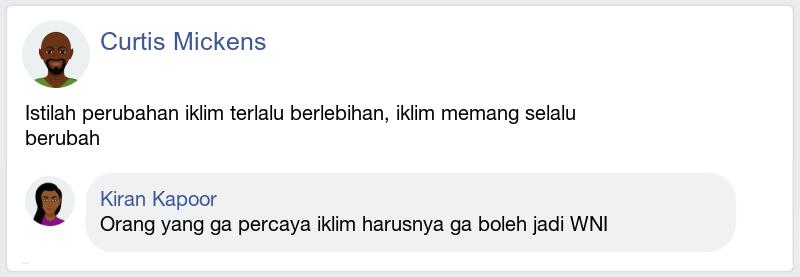 Curtis Mickens
Istilah perubahan iklim terlalu berlebihan, iklim memang selalu
berubah
Kiran Kapoor
Orang yang ga percaya iklim harusnya ga boleh jadi WNI